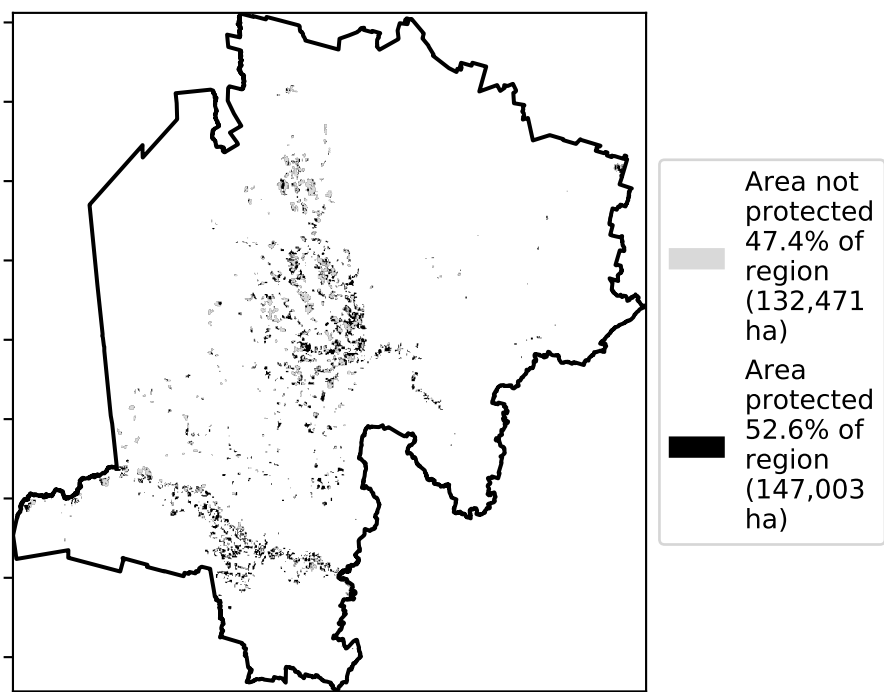 Area not
protected
47.4% of
region
(132,471
ha)
Area
protected
52.6% of
region
(147,003
ha)